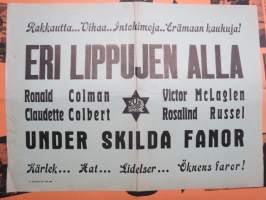 Rakkautta... Vihaa.. Intohimoja.. Erämaan kauhuja!
ERI LIPPUJEN ALLA
Ronald Colman Victor McLaglen
Claudette Colbert Rosalind Russel
UNDER SKILDA FANOR
Kärlek... Hat... Lidelser... Öknens faror!